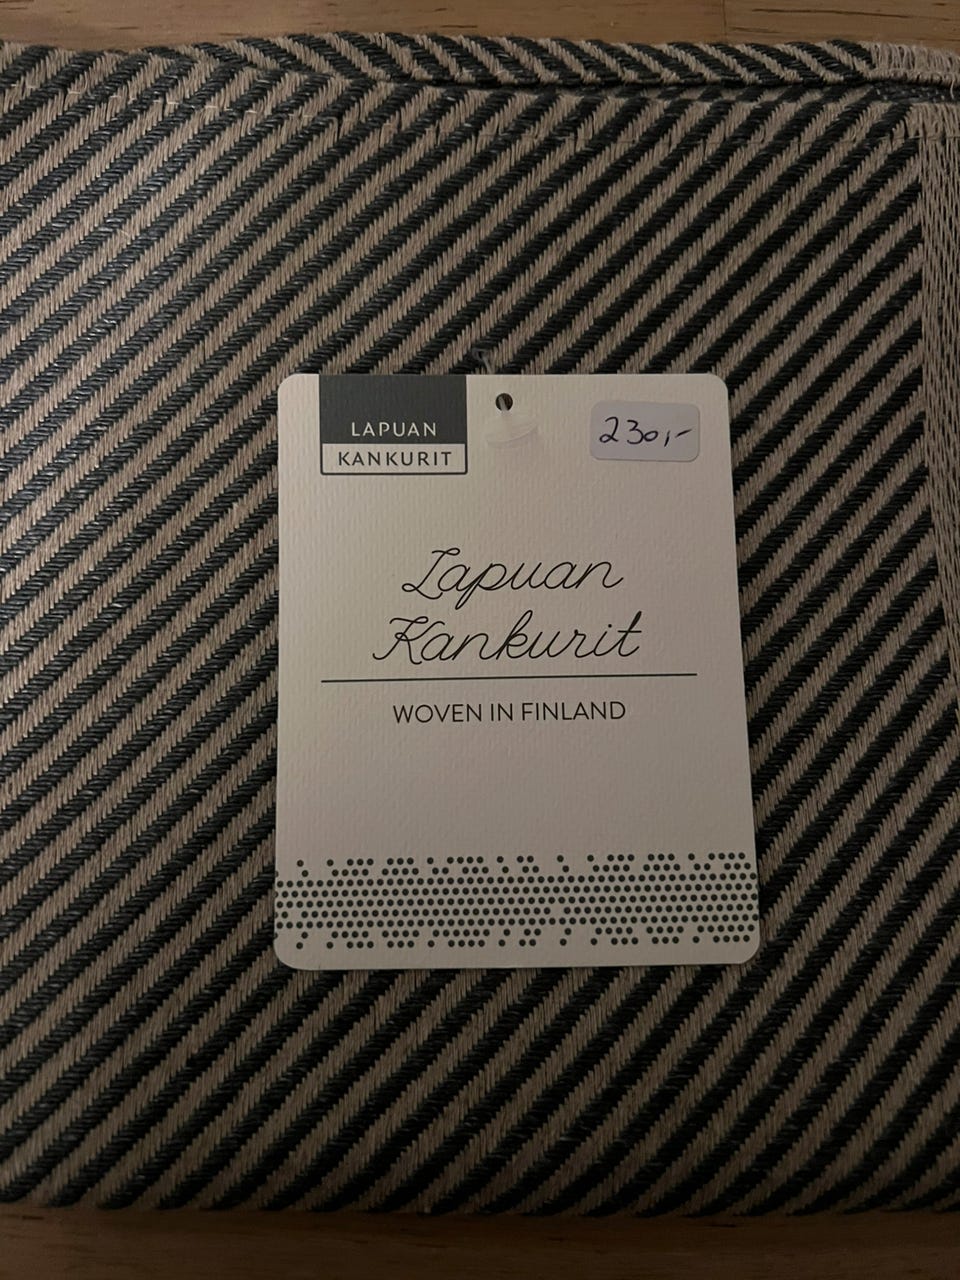 LAPUAN
KANKURIT
230,-
Lapuan
Kankurit
WOVEN IN FINLAND